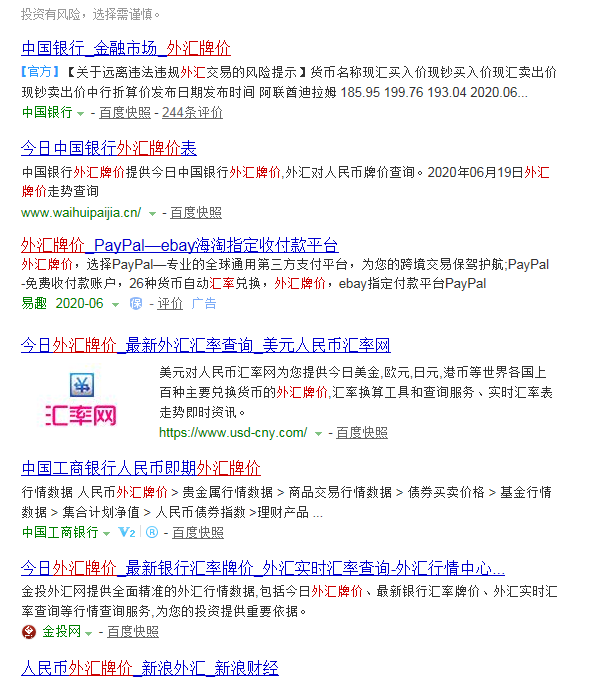 投资有风险，选择需谨慎。
中国银行_金融市场_外汇牌价
【官方】【关于远离违法违规外汇交易的风险提示】货币名称现汇买入价现钞买入价现汇卖出价
现钞卖出价中行折算价发布日期发布时间 阿联酋迪拉姆 185.95 199.76 193.04 2020.06...
中国银行 - 百度快照 - 244条评价
今日中国银行外汇牌价表
中国银行外汇牌价提供今日中国银行外汇牌价,外汇对人民币牌价查询。2020年06月19日外汇
牌价走势查询
www.waihuipaijia.cn/ - 百度快照
外汇牌价_PayPal—ebay海淘指定收付款平台
外汇牌价，选择PayPal—专业的全球通用第三方支付平台，为您的跨境交易保驾护航;PayPal
-免费收付款账户，26种货币自动汇率兑换，外汇牌价，ebay指定付款平台PayPal
易趣 2020-06 保 - 评价 广告
今日外汇牌价_最新外汇汇率查询_美元人民币汇率网
美元对人民币汇率网为您提供今日美金,欧元,日元,港币等世界各国上
百种主要兑换货币的外汇牌价,汇率换算工具和查询服务、实时汇率表
走势即时资讯。
汇率网
https://www.usd-cny.com/ - 百度快照
中国工商银行人民币即期外汇牌价
行情数据 人民币外汇牌价 > 贵金属行情数据 > 商品交易行情数据 > 债券买卖价格 > 基金行情
数据 > 集合计划净值 > 人民币债券指数 >理财产品 ...
中国工商银行 V2 ® - 百度快照
今日外汇牌价_最新银行汇率牌价_外汇实时汇率查询-外汇行情中心...
金投外汇网提供全面精准的外汇行情数据,包括今日外汇牌价、最新银行汇率牌价、外汇实时汇
率查询等行情查询服务,为您的投资提供重要依据。
金投网 - 百度快照
人民币外汇牌价_新浪外汇_新浪财经